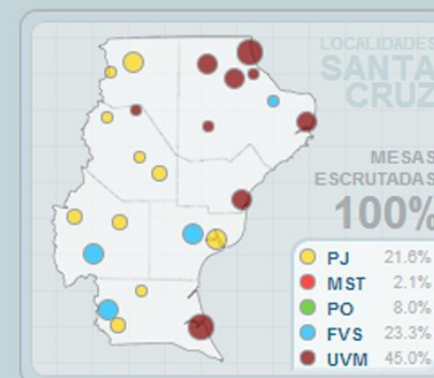 LOCALIDADES
SANTA
CRUZ
MESAS
ESCRUTADAS
100%
PJ 21.6%
MST 2.1%
PO 8.0%
FVS 23.3%
UVM 45.0%